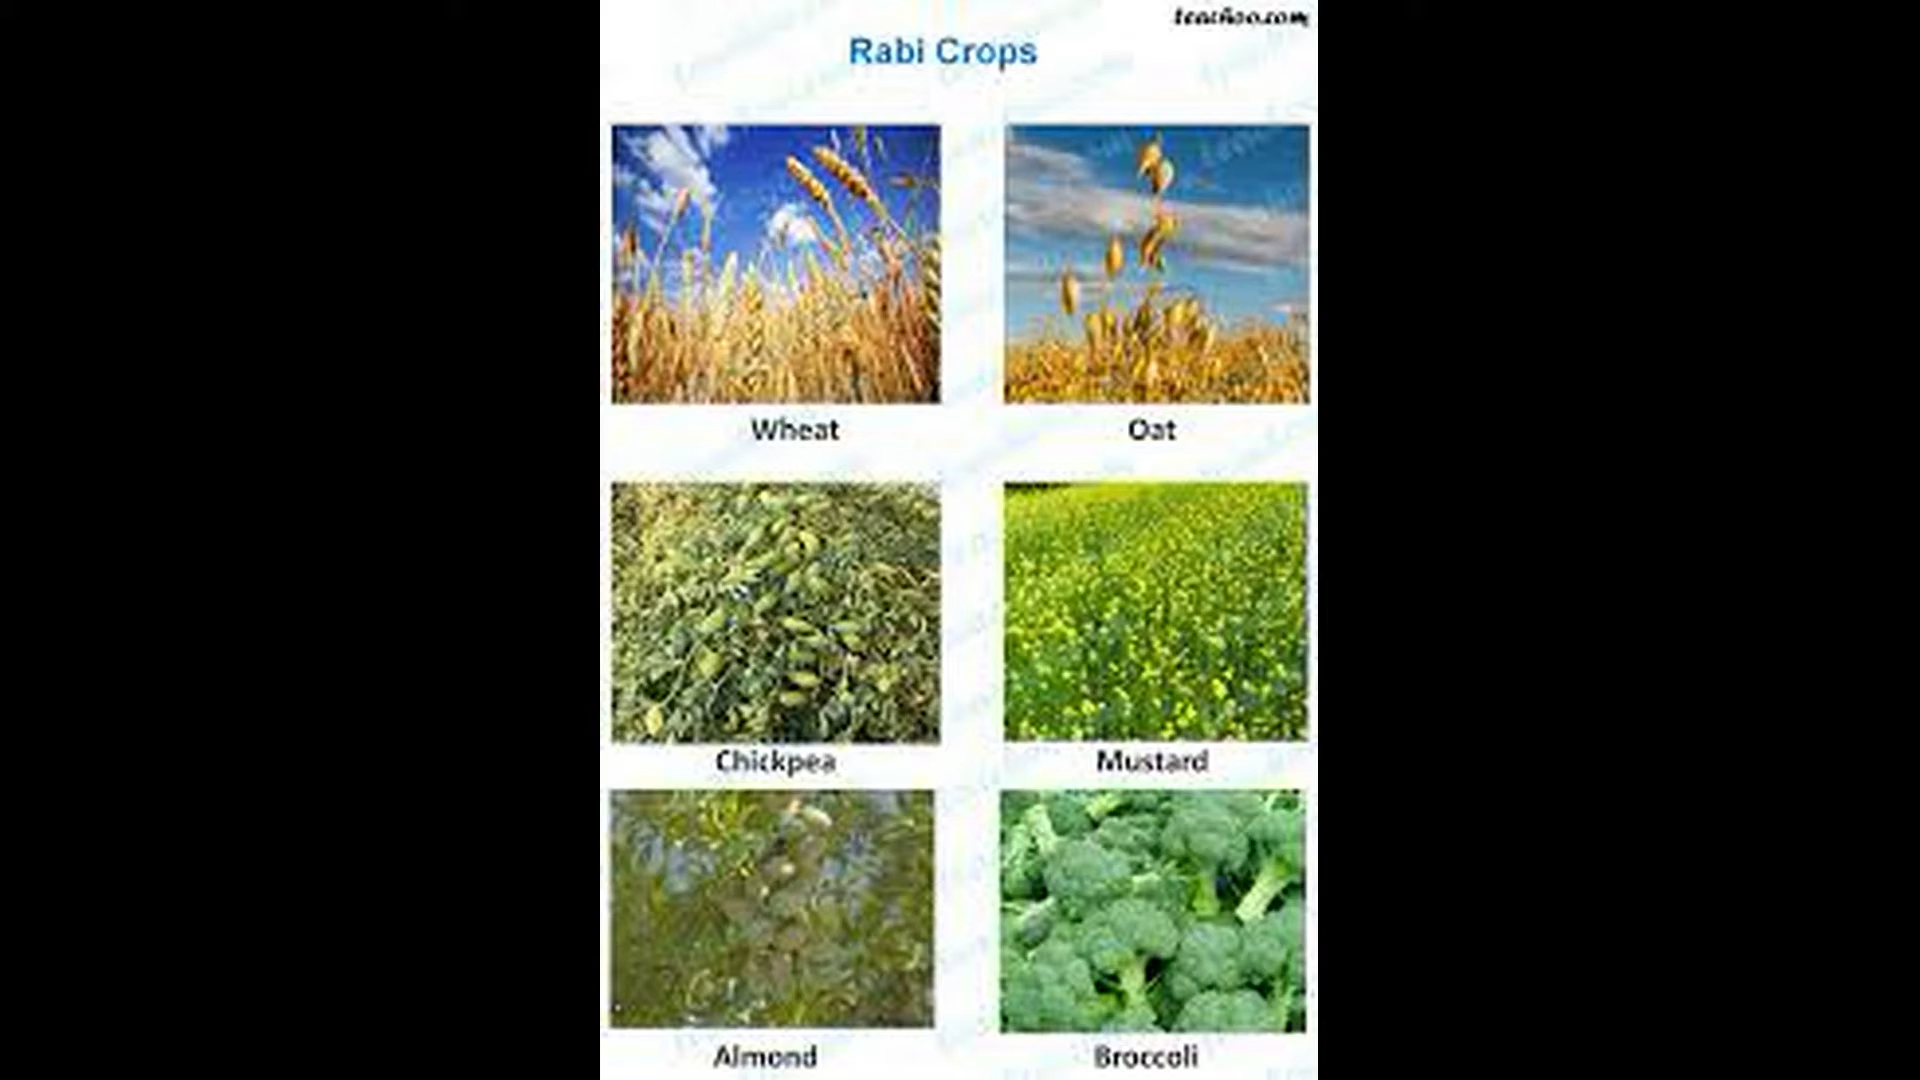 teachoo.com
Rabi Crops
Wheat
Oat
Chickpea
Mustard
Almond
Broccoli